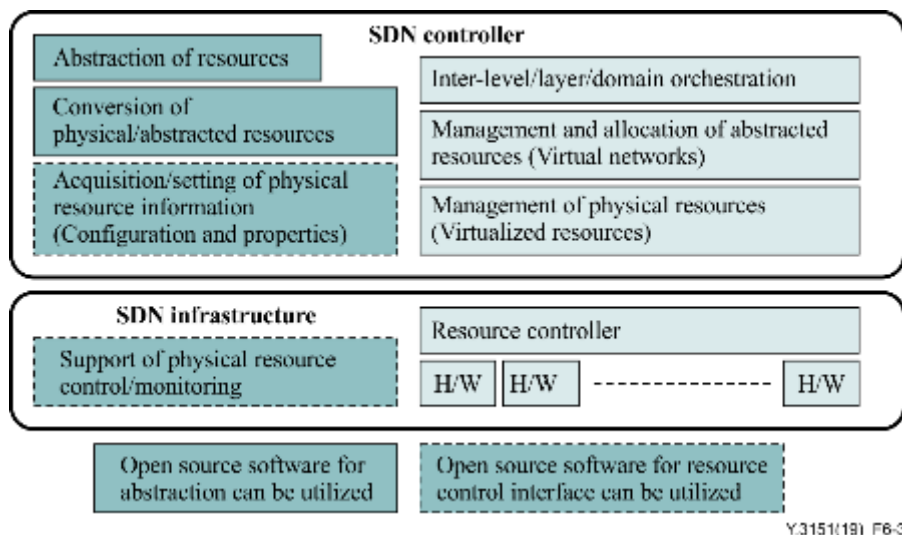 SDN controller
Abstraction of resources
Conversion of
physical/abstracted resources
Acquisition/setting of physical
resource information
(Configuration and properties)
Inter-level/layer/domain orchestration
Management and allocation of abstracted
resources (Virtual networks)
Management of physical resources
(Virtualized resources)
SDN infrastructure
Support of physical resource
control/monitoring
Resource controller
H/W H/W H/W
Open source software for
abstraction can be utilized
Open source software for resource
control interface can be utilized
Y.3151(19)_F6-3